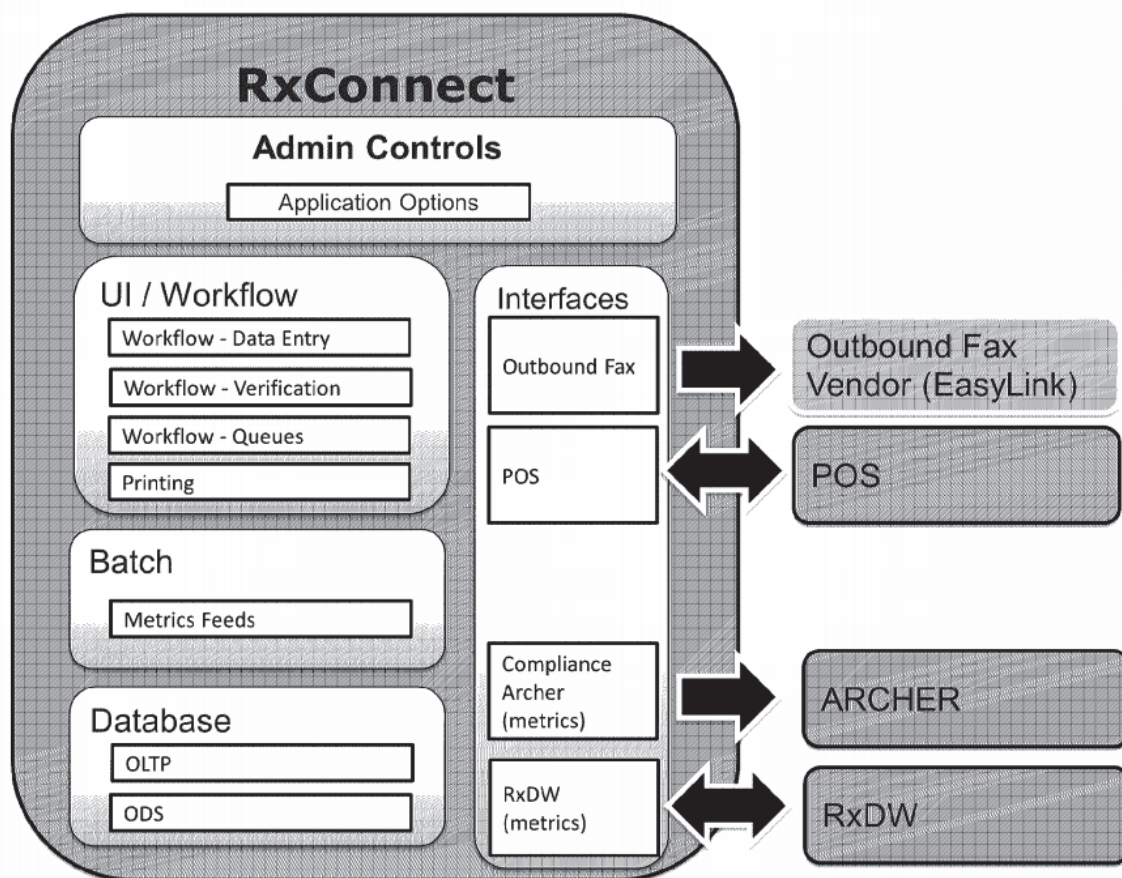 RxConnect
Admin Controls
Application Options
UI / Workflow
Workflow - Data Entry
Workflow - Verification
Workflow - Queues
Printing
Batch
Metrics Feeds
Database
OLTP
ODS
Interfaces
Outbound Fax
POS
Compliance
Archer
(metrics)
RxDW
(metrics)
Outbound Fax
Vendor (EasyLink)
POS
ARCHER
RxDW